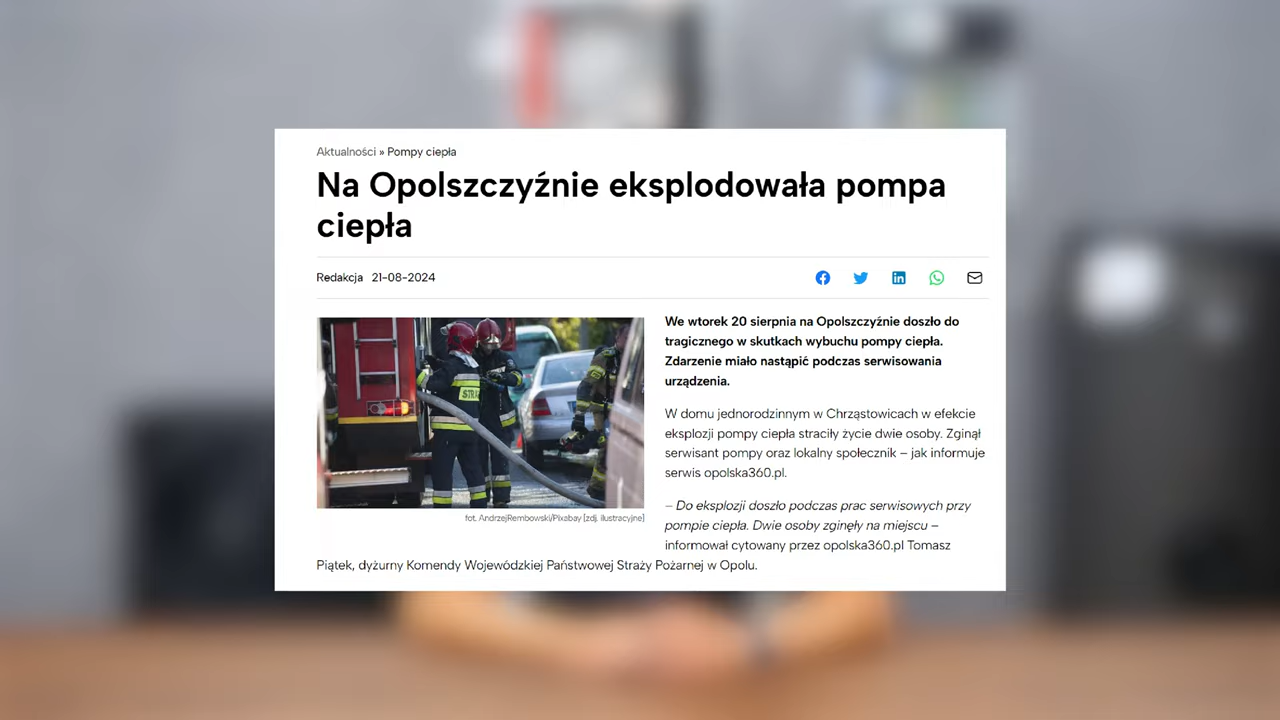 Aktualności » Pompy ciepła
Na Opolszczyźnie eksplodowała pompa
ciepła
Redakcja 21-08-2024
We wtorek 20 sierpnia na Opolszczyźnie doszło do
tragicznego w skutkach wybuchu pompy ciepła.
Zdarzenie miało nastąpić podczas serwisowania
urządzenia.
W domu jednorodzinnym w Chrząstowicach w efekcie
eksplozji pompy ciepła straciły życie dwie osoby. Zginął
serwisant pompy oraz lokalny społecznik – jak informuje
serwis opolska360.pl.
– Do eksplozji doszło podczas prac serwisowych przy
pompie ciepła. Dwie osoby zginęły na miejscu –
informował cytowany przez opolska360.pl Tomasz
Piątek, dyżurny Komendy Wojewódzkiej Państwowej Straży Pożarnej w Opolu.
STRA
fot. AndrzejRembowski/Pixabay [zdj. ilustracyjne]